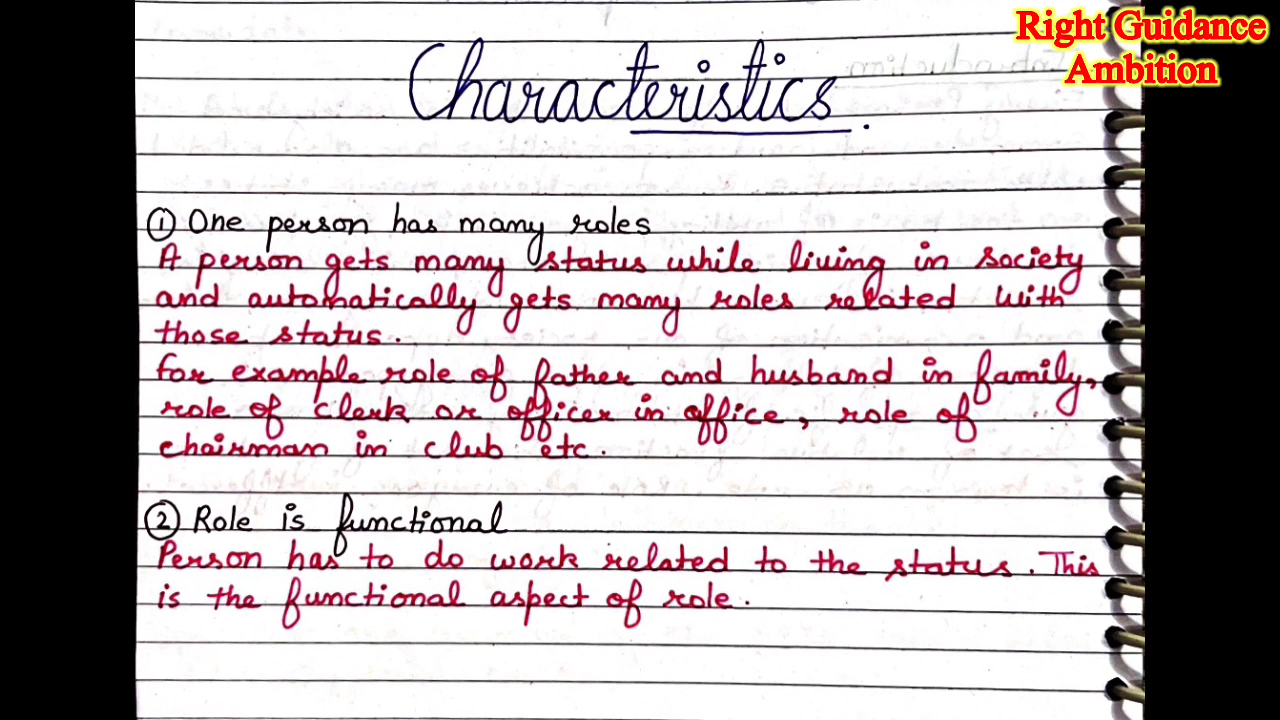 Right Guidance
Ambition
Characteristics.
① One person has many roles
A person gets many status while living in society
and automatically gets many roles related with
those status.
for example role of father and husband in family,
role of clerk or officer in office, role of
chairman in club etc.
② Role is functional
Person has to do work related to the status. This
is the functional aspect of role.